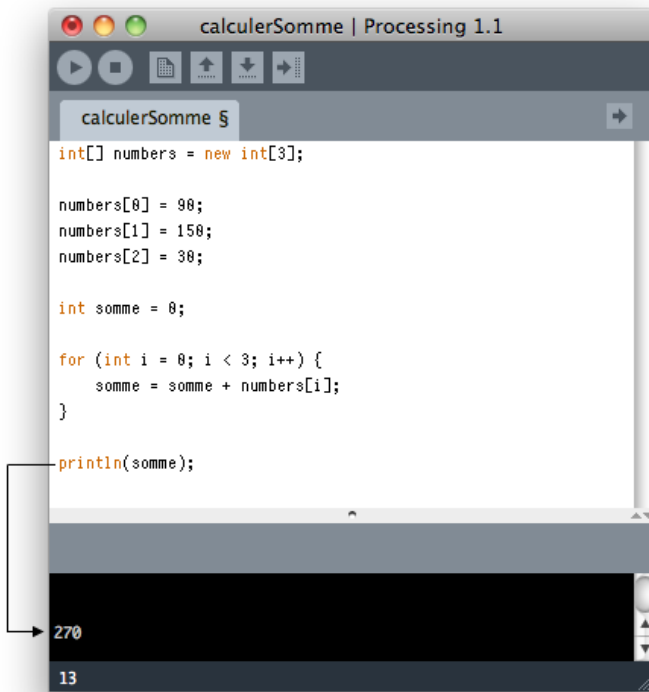 calculerSomme | Processing 1.1
calculerSomme §
int[] numbers = new int[3];
numbers[0] = 90;
numbers[1] = 150;
numbers[2] = 30;
int somme = 0;
for (int i = 0; i < 3; i++) {
    somme = somme + numbers[i];
}
println(somme);
270
13